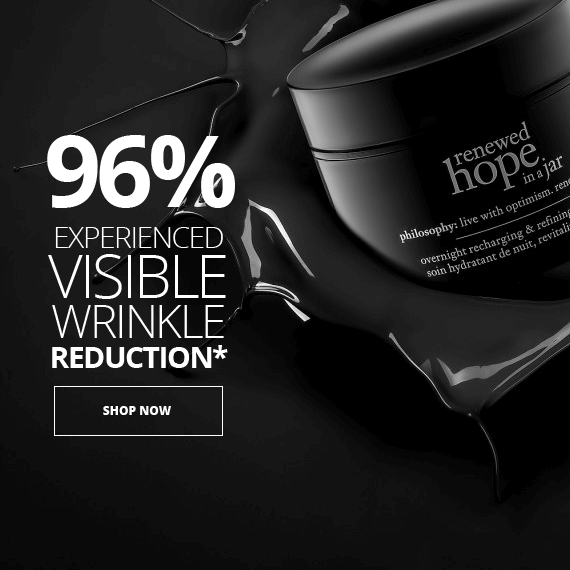 96%
EXPERIENCED
VISIBLE
WRINKLE
REDUCTION*
SHOP NOW
renewed
hope
in a jar
philosophy: live with optimism.
overnight recharging & refining
soin hydratant de nuit,